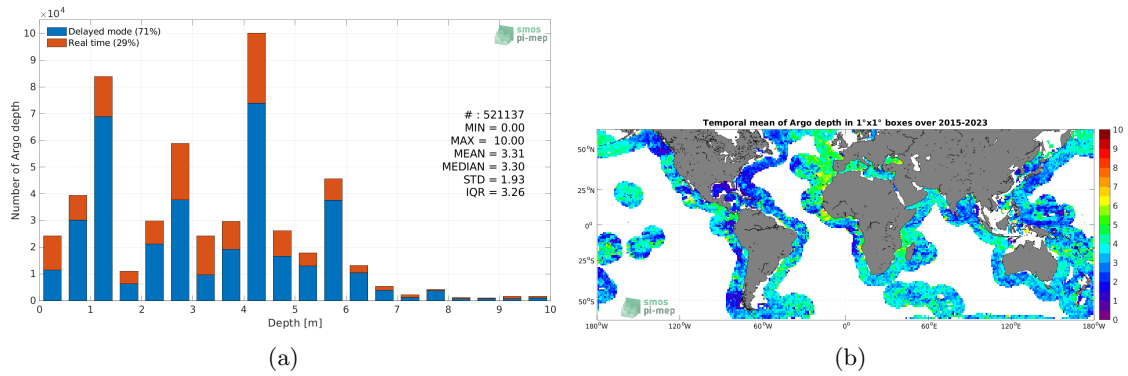 ×10⁴
Delayed mode (71%)
Real time (29%)
smos
pi-mep
# : 521137
MIN = 0.00
MAX = 10.00
MEAN = 3.31
MEDIAN = 3.30
STD = 1.93
IQR = 3.26
Number of Argo depth
10
9
8
7
6
5
4
3
2
1
0
0 1 2 3 4 5 6 7 8 9 10
Depth [m]
(a)
Temporal mean of Argo depth in 1°x1° boxes over 2015-2023
50°N
25°N
0°
25°S
50°S
180°W 120°W 60°W 0° 60°E 120°E 180°W
smos
pi-mep
10
9
8
7
6
5
4
3
2
1
0
(b)